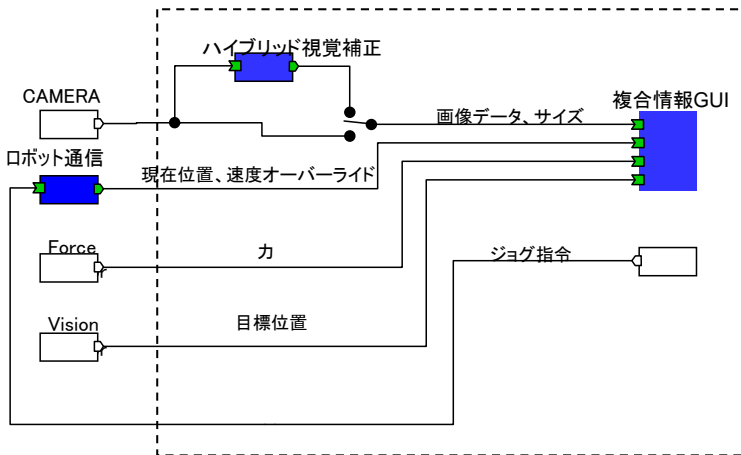 ハイブリッド視覚補正
CAMERA
画像データ、サイズ
複合情報GUI
ロボット通信
現在位置、速度オーバーライド
Force
力
ジョグ指令
Vision
目標位置